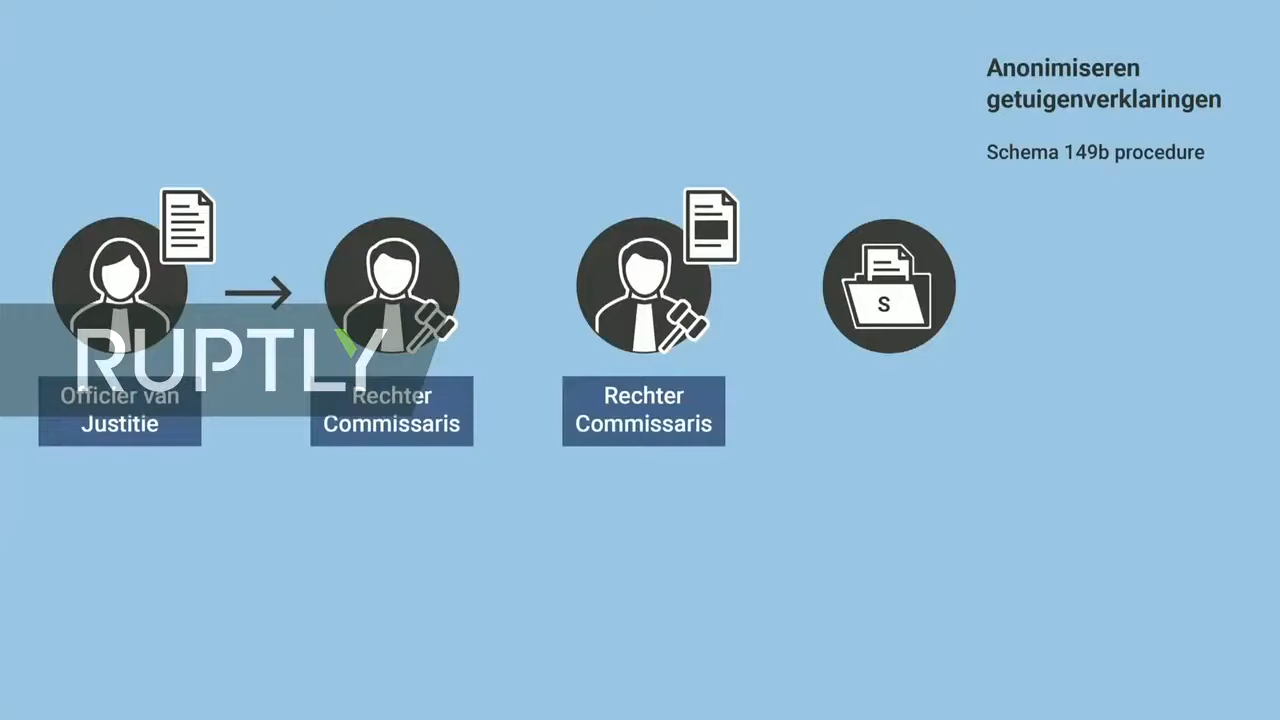 Anonimiseren
getuigenverklaringen
Schema 149b procedure
S
RUPTLY
Officier van
Justitie
Rechter
Commissaris
Rechter
Commissaris